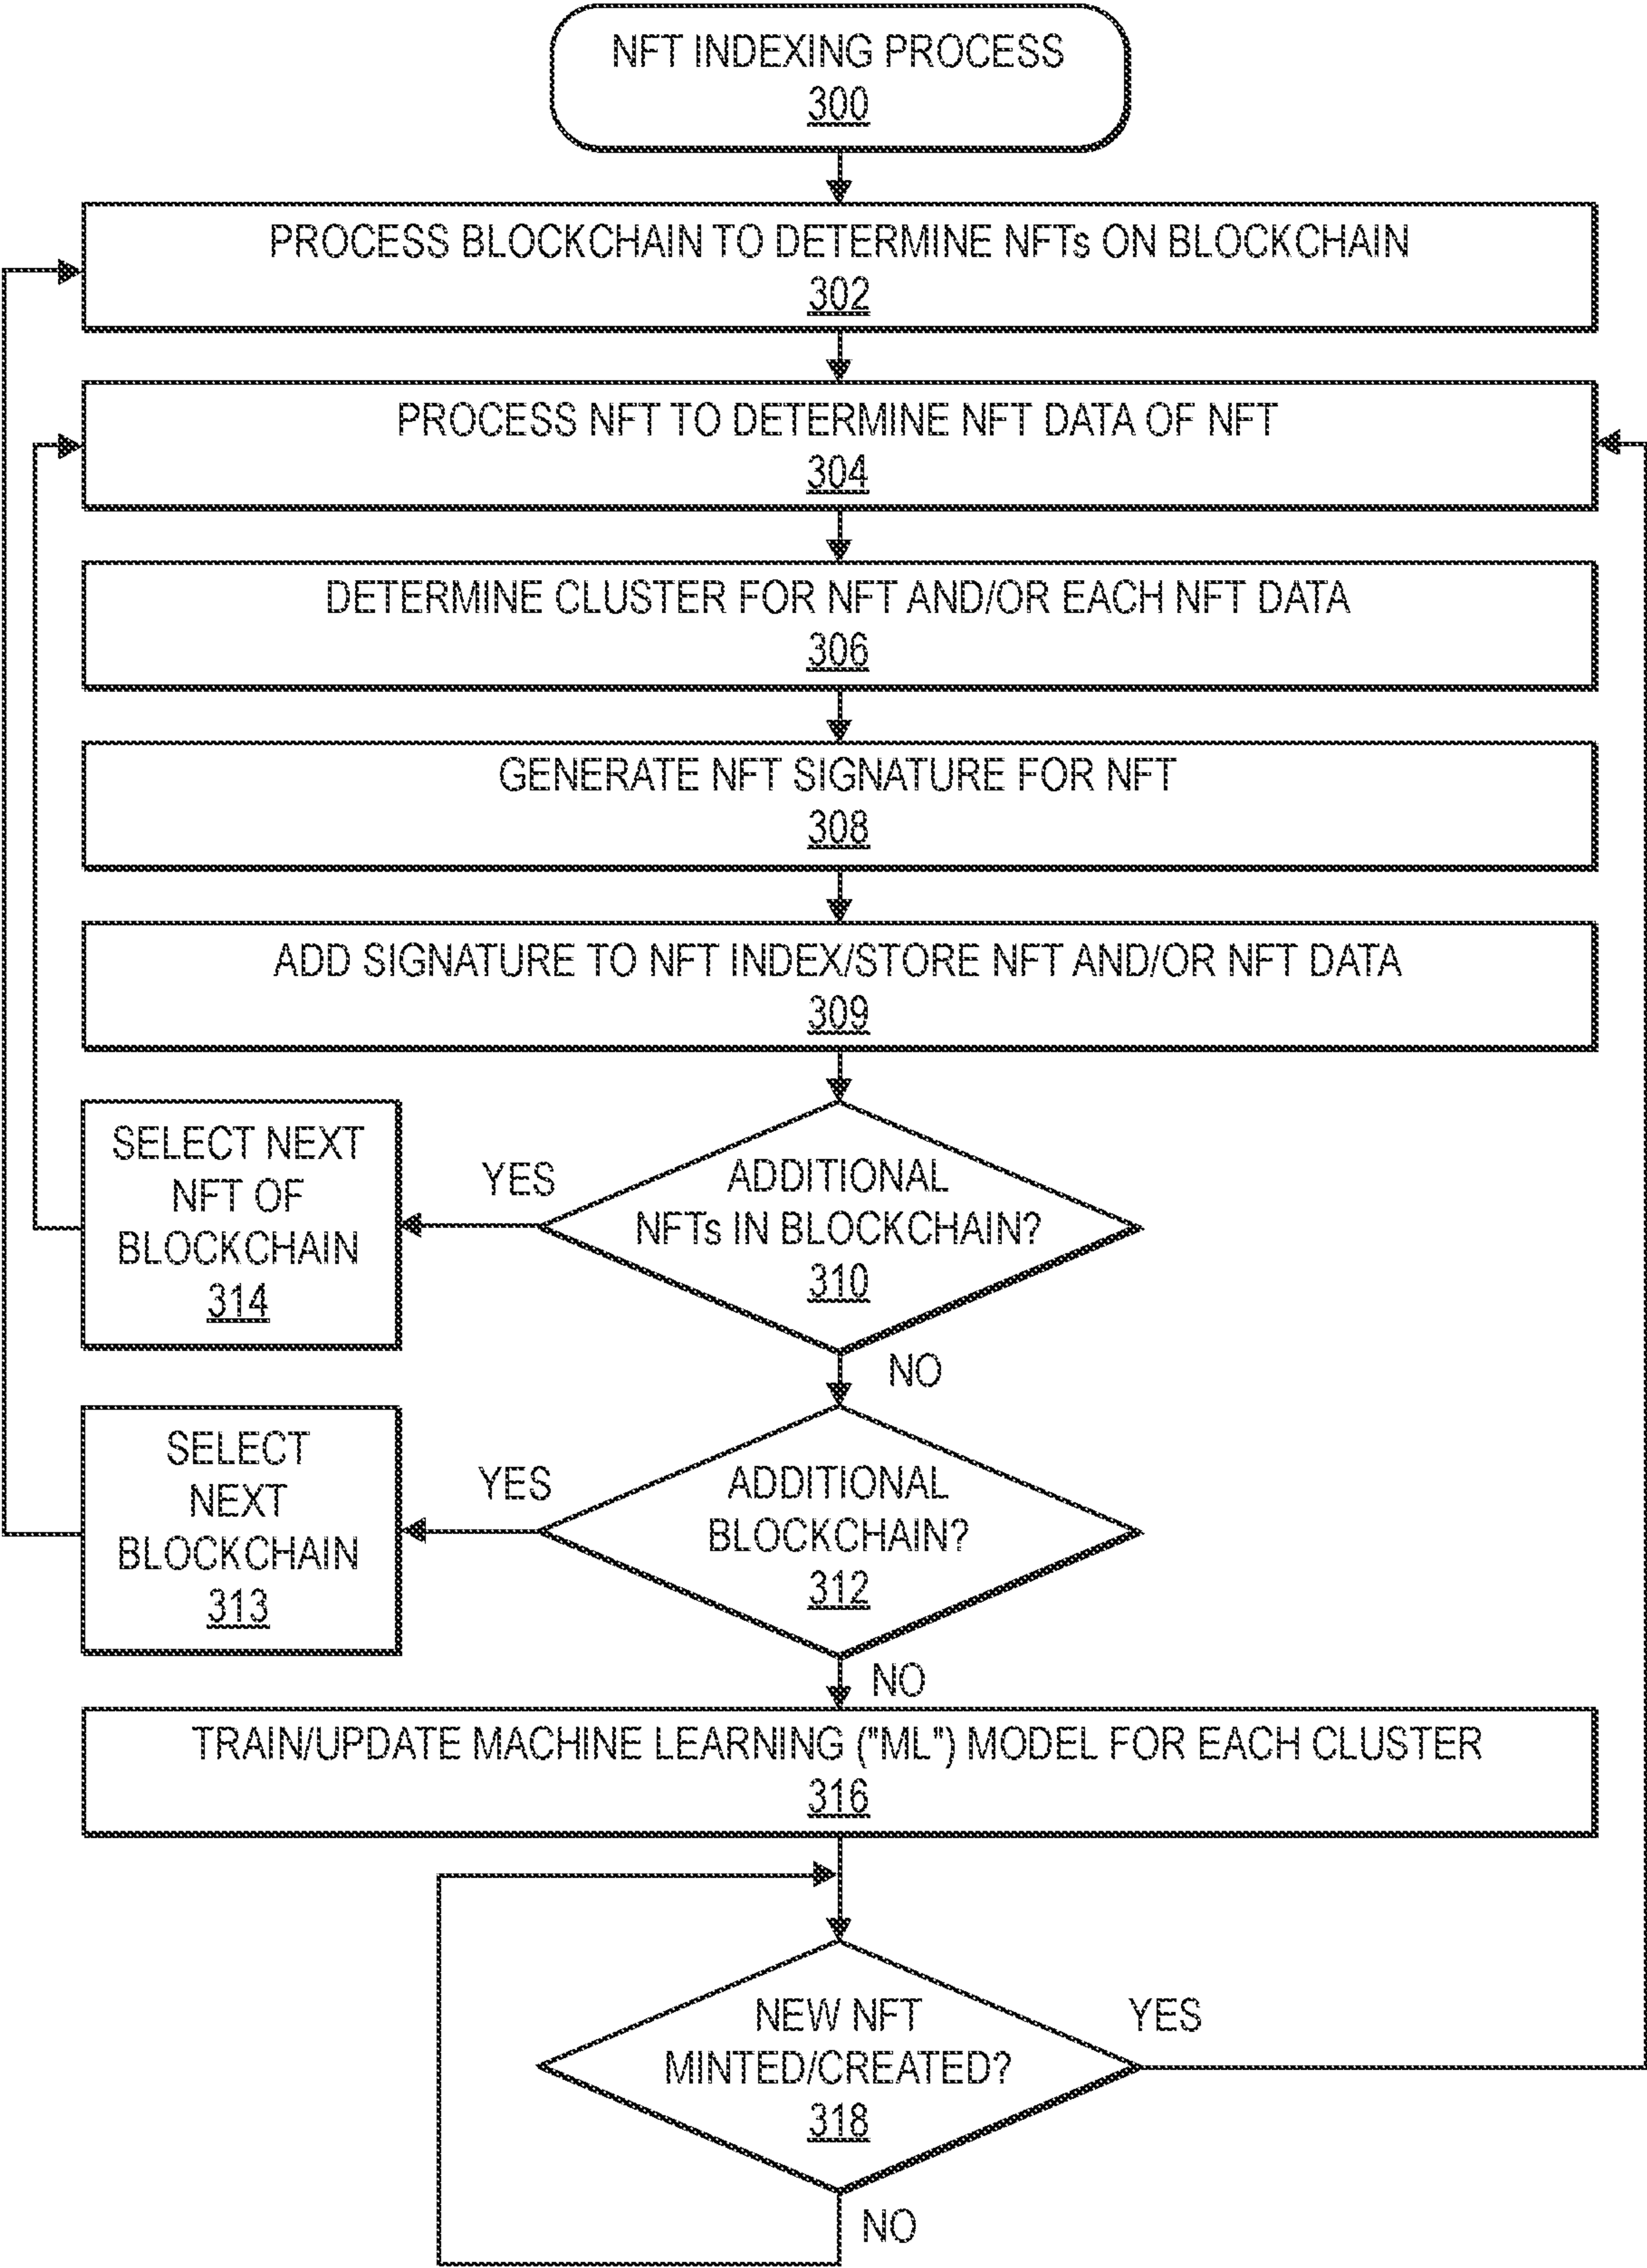 NFT INDEXING PROCESS
300
PROCESS BLOCKCHAIN TO DETERMINE NFTs ON BLOCKCHAIN
302
PROCESS NFT TO DETERMINE NFT DATA OF NFT
304
DETERMINE CLUSTER FOR NFT AND/OR EACH NFT DATA
306
GENERATE NFT SIGNATURE FOR NFT
308
ADD SIGNATURE TO NFT INDEX/STORE NFT AND/OR NFT DATA
309
SELECT NEXT
NFT OF
BLOCKCHAIN
314
YES
ADDITIONAL
NFTs IN BLOCKCHAIN?
310
NO
SELECT
NEXT
BLOCKCHAIN
313
YES
ADDITIONAL
BLOCKCHAIN?
312
NO
TRAIN/UPDATE MACHINE LEARNING ("ML") MODEL FOR EACH CLUSTER
316
NEW NFT
MINTED/CREATED?
318
YES
NO